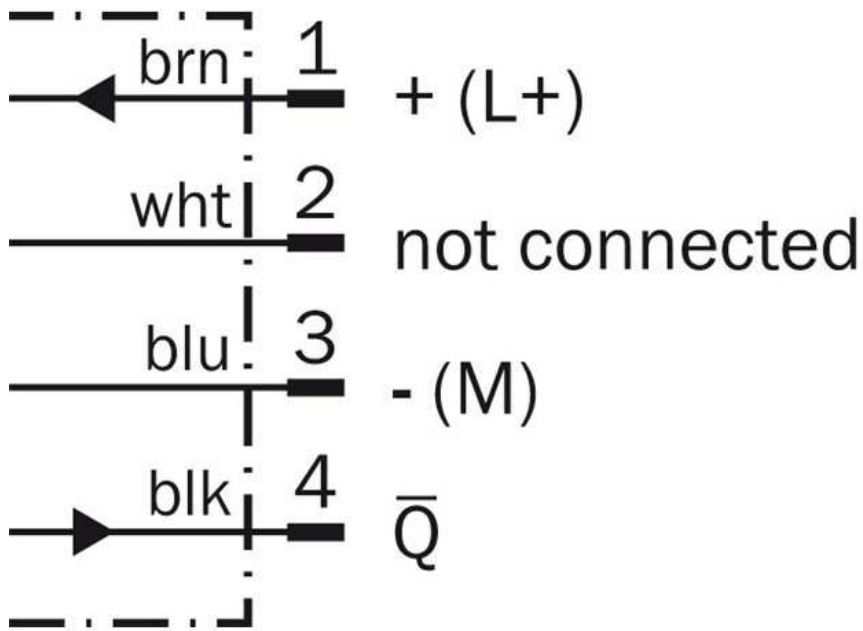 brn 1 + (L+)
wht 2 not connected
blu 3 - (M)
blk 4 Q̅